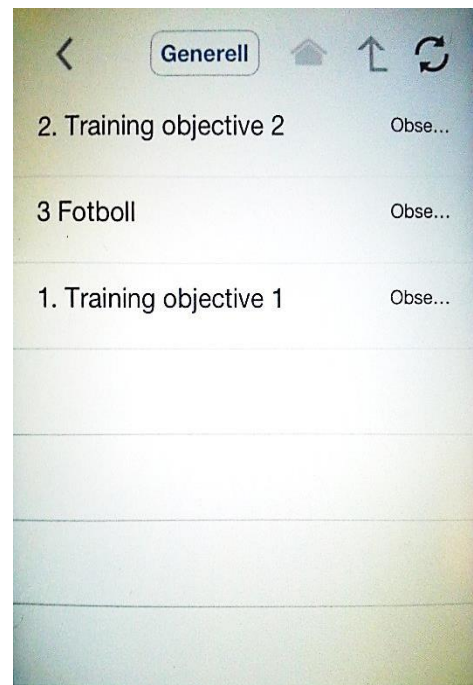 Generell
2. Training objective 2 Obse...
3 Fotboll Obse...
1. Training objective 1 Obse...